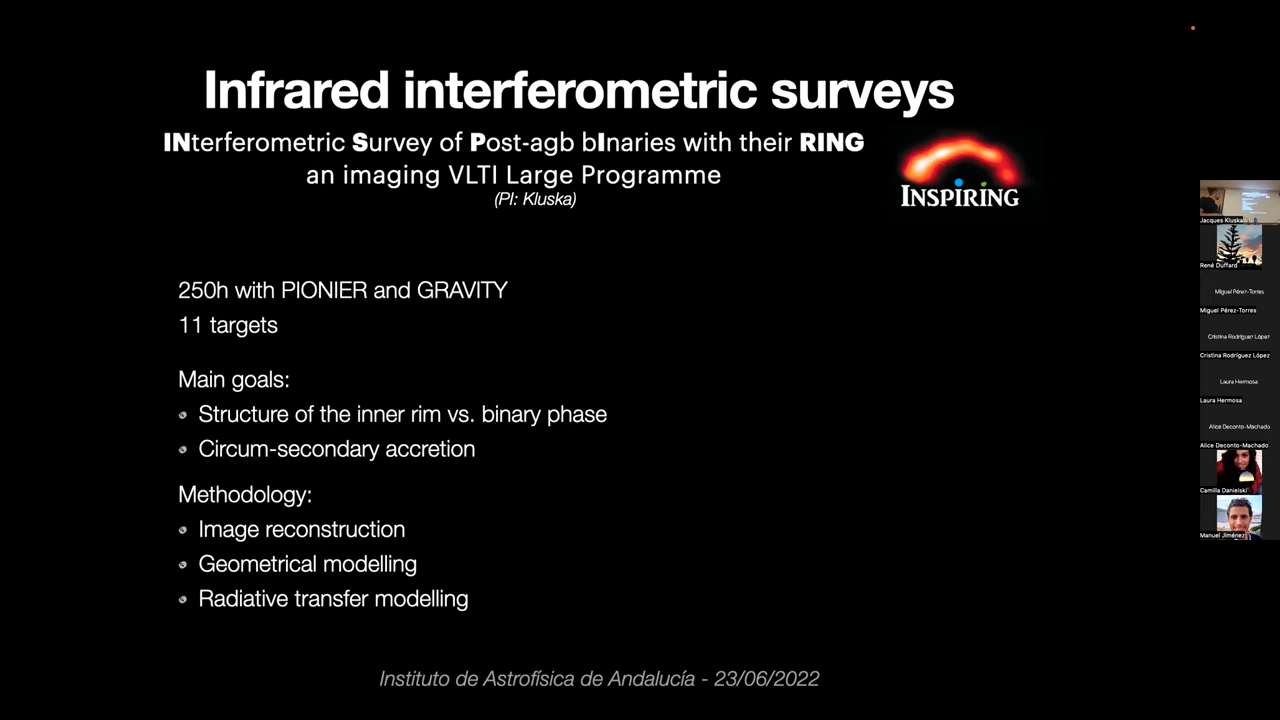 Infrared interferometric surveys
INterferometric Survey of Post-agb bInaries with their RING
an imaging VLTI Large Programme
(PI: Kluska)
INSPIRING
250h with PIONIER and GRAVITY
11 targets
Main goals:
Structure of the inner rim vs. binary phase
Circum-secondary accretion
Methodology:
Image reconstruction
Geometrical modelling
Radiative transfer modelling
Instituto de Astrofísica de Andalucía - 23/06/2022
Jacques Kluska
René Duffard
Miguel Pérez-Torres
Miguel Pérez-Torres
Cristina Rodríguez López
Cristina Rodríguez López
Laura Hermosa
Laura Hermosa
Alice Deconto-Machado
Alice Deconto-Machado
Camilla Danielski
Manuel Jiménez